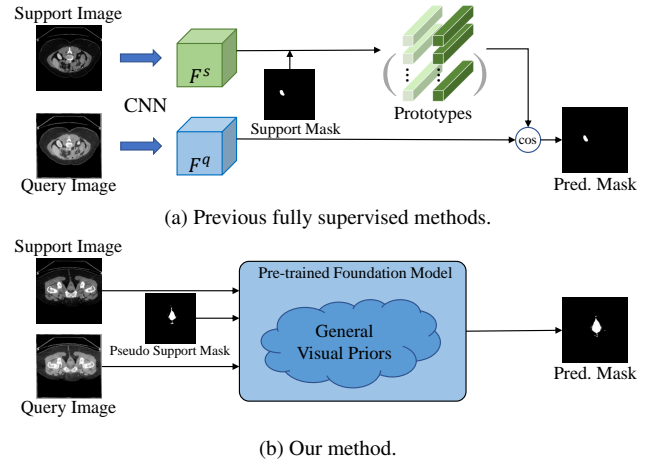 Support Image
F^s
CNN
Support Mask
Prototypes
F^q
cos
Query Image
Pred. Mask
(a) Previous fully supervised methods.
Support Image
Pre-trained Foundation Model
General
Visual Priors
Pseudo Support Mask
Pred. Mask
Query Image
(b) Our method.